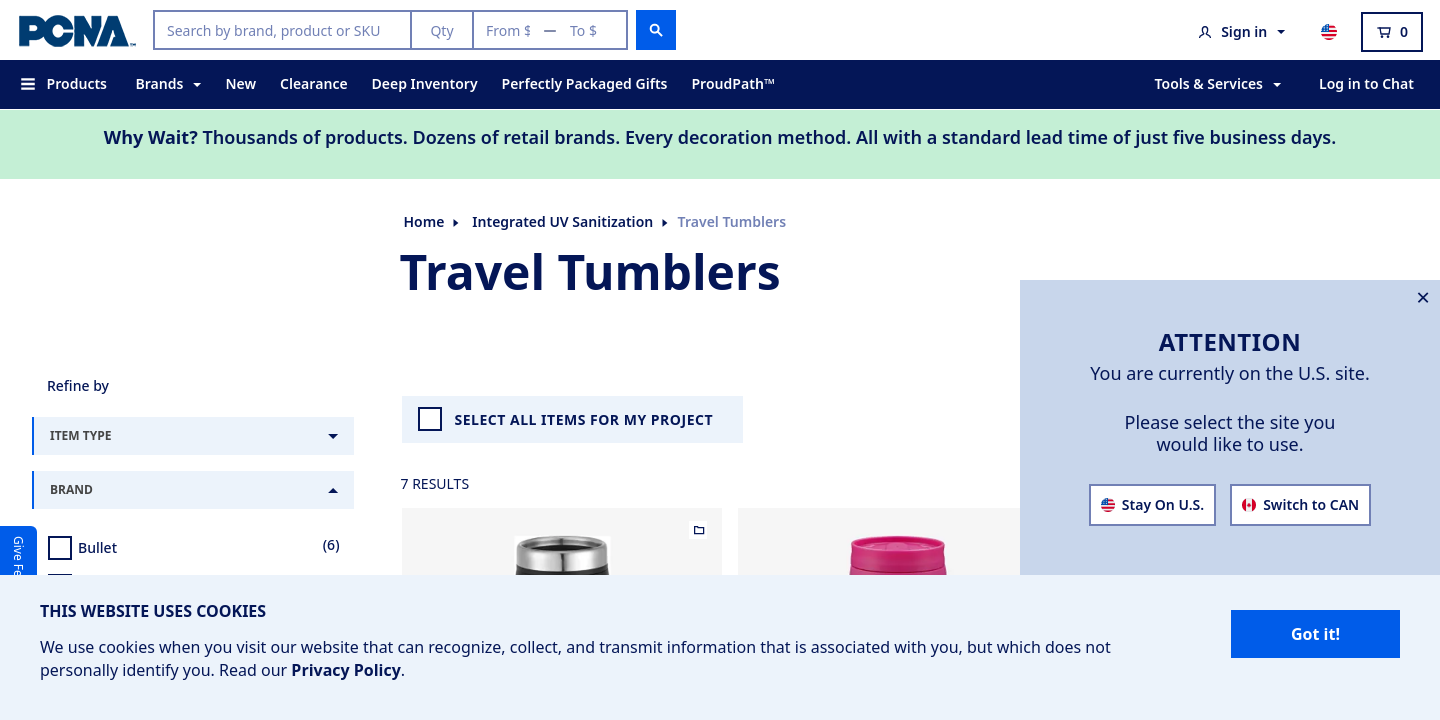 PCNA™
Search by brand, product or SKU
Qty
From $ — To $
Sign in
0
Products
Brands
New
Clearance
Deep Inventory
Perfectly Packaged Gifts
ProudPath™
Tools & Services
Log in to Chat
Why Wait? Thousands of products. Dozens of retail brands. Every decoration method. All with a standard lead time of just five business days.
Home
Integrated UV Sanitization
Travel Tumblers
Travel Tumblers
Refine by
ITEM TYPE
BRAND
Bullet
(6)
SELECT ALL ITEMS FOR MY PROJECT
7 RESULTS
ATTENTION
You are currently on the U.S. site.
Please select the site you
would like to use.
Stay On U.S.
Switch to CAN
Give Fe
THIS WEBSITE USES COOKIES
We use cookies when you visit our website that can recognize, collect, and transmit information that is associated with you, but which does not
personally identify you. Read our Privacy Policy.
Got it!